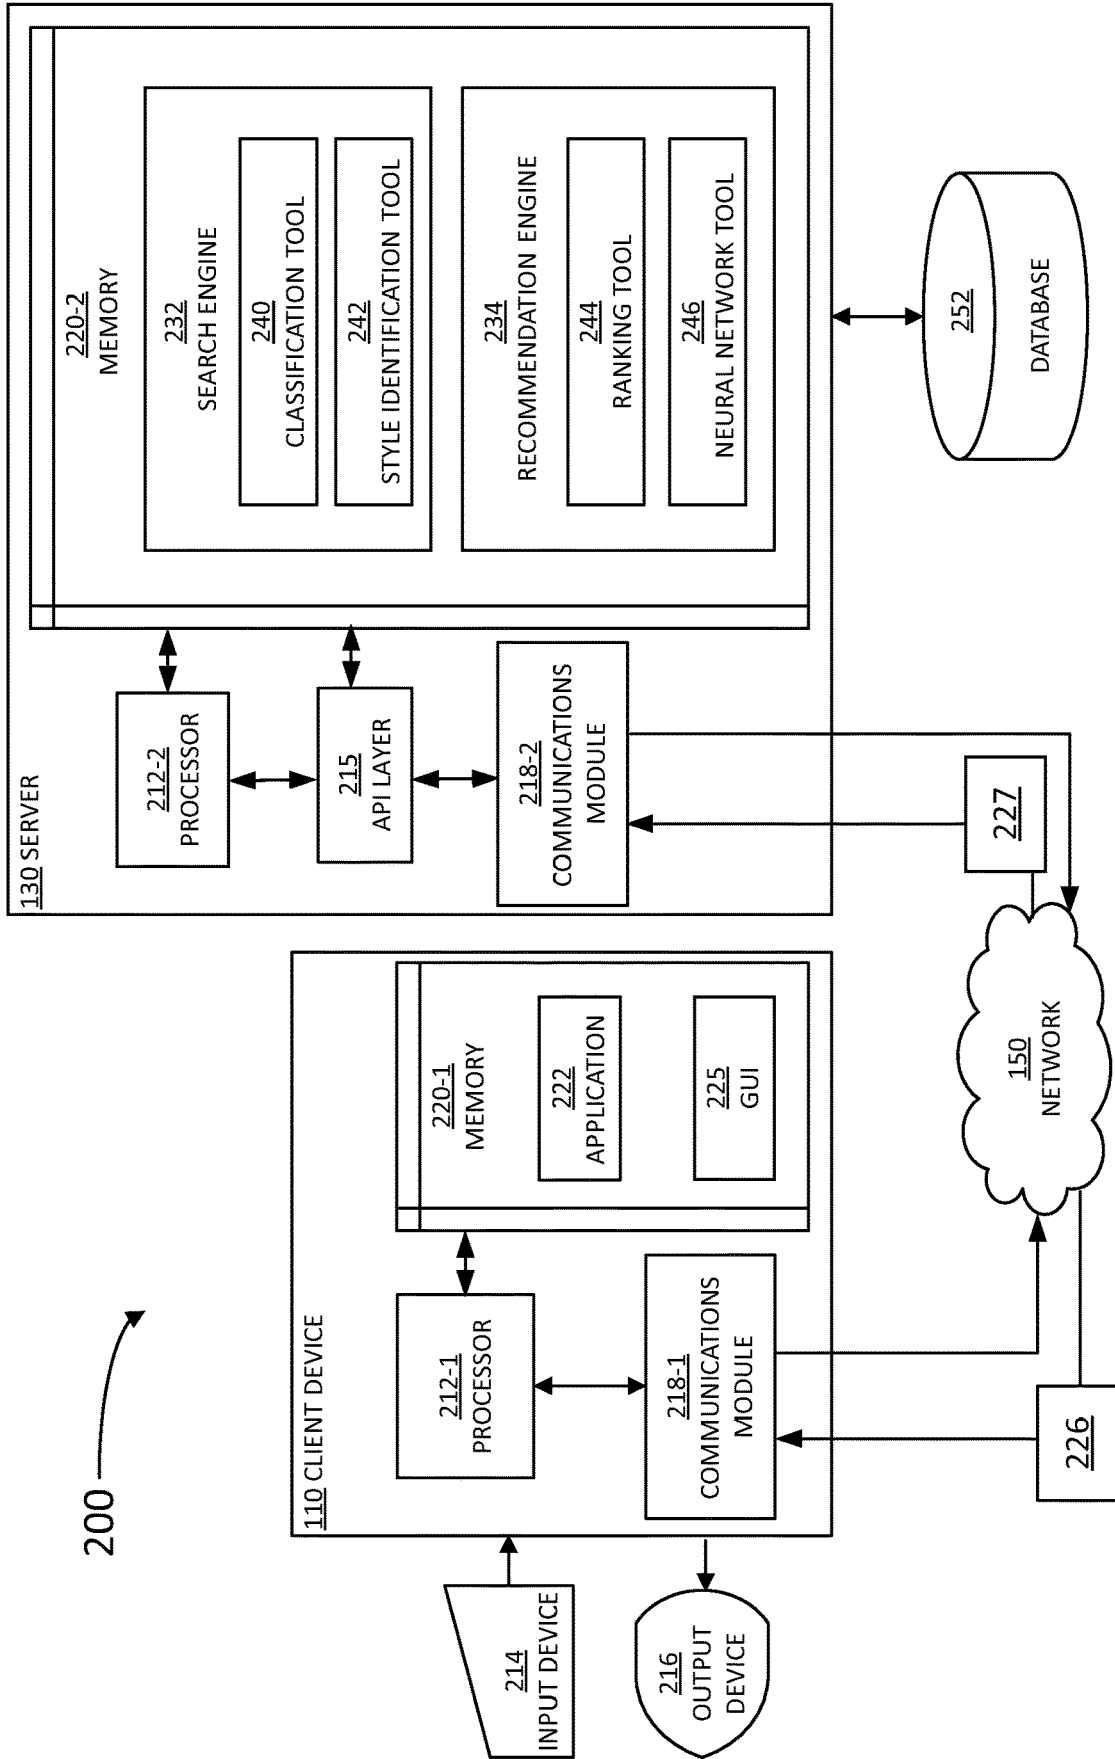 200
110 CLIENT DEVICE
214
INPUT DEVICE
216
OUTPUT
DEVICE
212-1
PROCESSOR
218-1
COMMUNICATIONS
MODULE
220-1
MEMORY
222
APPLICATION
225
GUI
226
150
NETWORK
227
130 SERVER
212-2
PROCESSOR
215
API LAYER
218-2
COMMUNICATIONS
MODULE
220-2
MEMORY
232
SEARCH ENGINE
240
CLASSIFICATION TOOL
242
STYLE IDENTIFICATION TOOL
234
RECOMMENDATION ENGINE
244
RANKING TOOL
246
NEURAL NETWORK TOOL
252
DATABASE